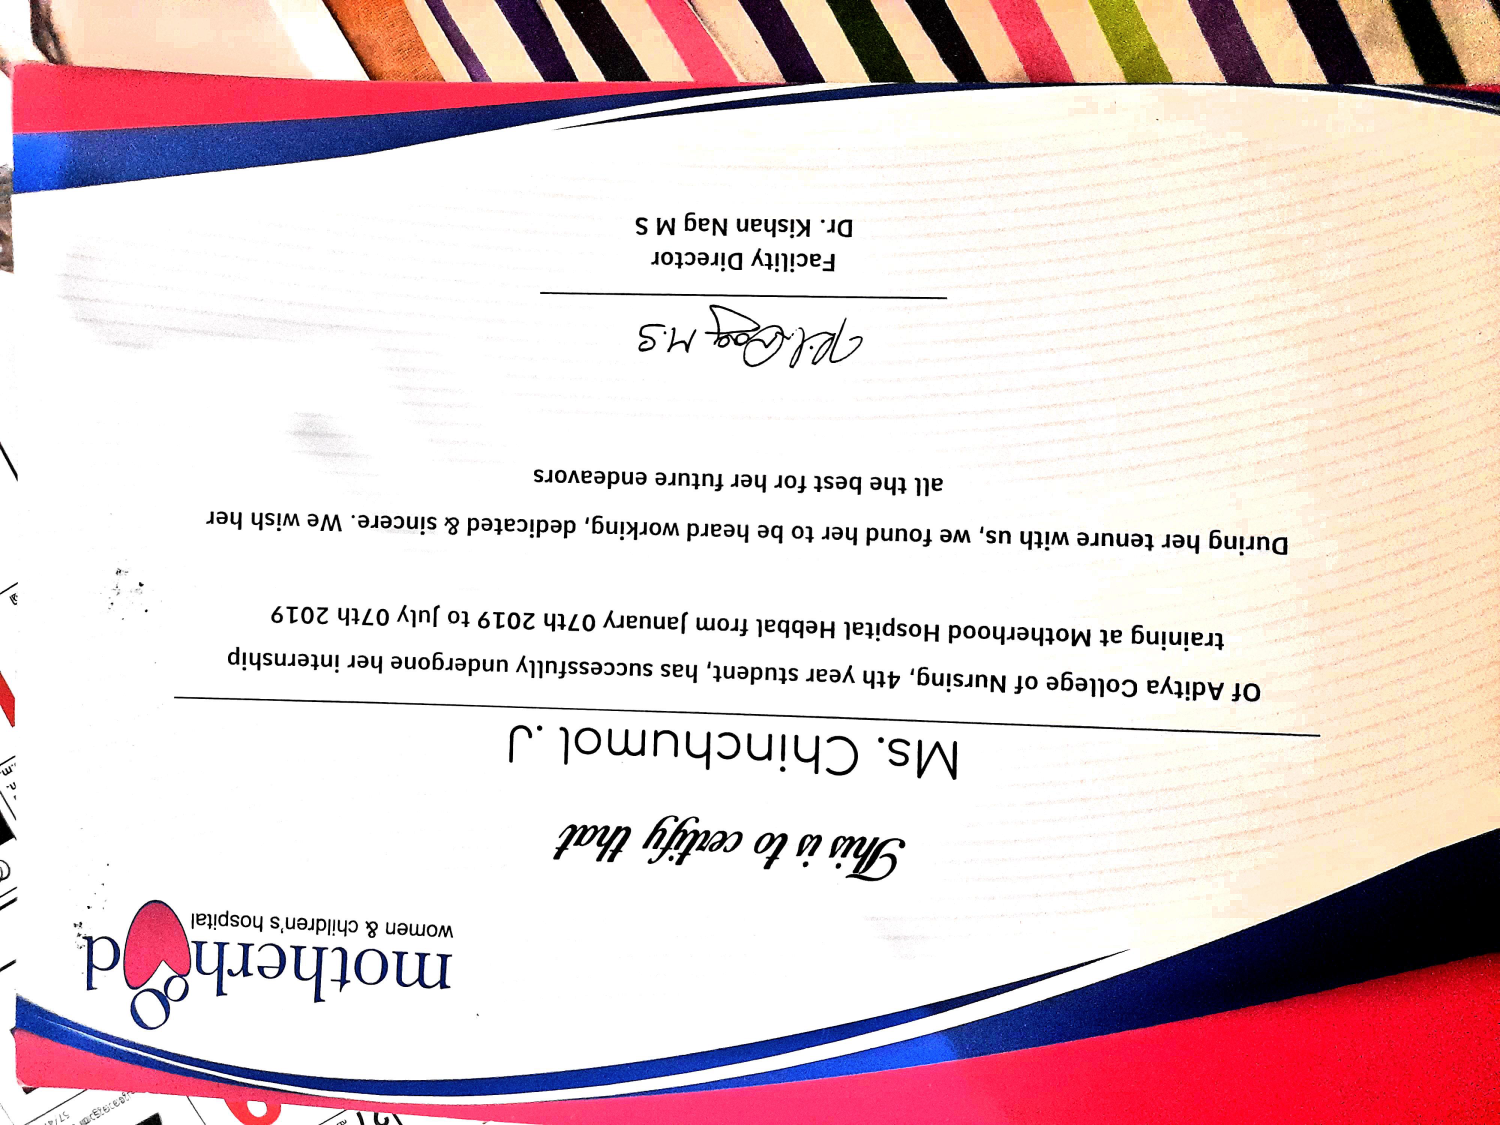 motherhood
women & children's hospital
This is to certify that
Ms. Chinchumol .J
Of Aditya College of Nursing, 4th year student, has successfully undergone her internship
training at Motherhood Hospital Hebbal from January 07th 2019 to July 07th 2019
During her tenure with us, we found her to be heard working, dedicated & sincere. We wish her
all the best for her future endeavors
M.S
Facility Director
Dr. Kishan Nag M S